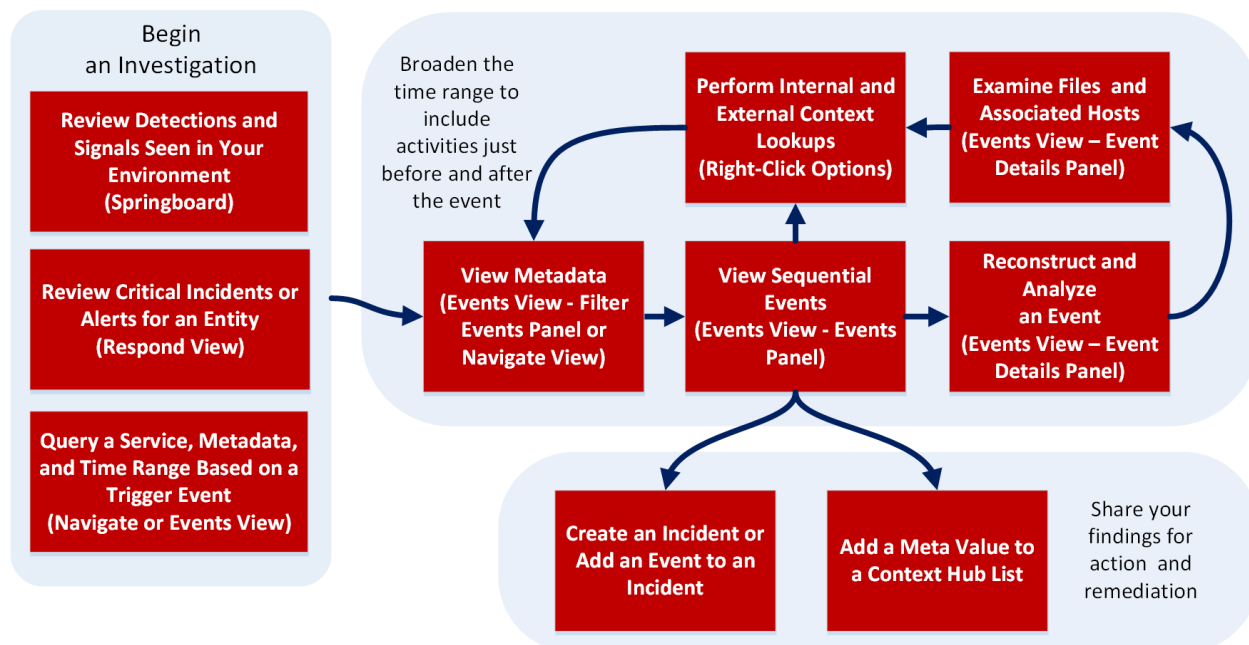 Begin
an Investigation
Review Detections and
Signals Seen in Your
Environment
(Springboard)
Review Critical Incidents or
Alerts for an Entity
(Respond View)
Query a Service, Metadata,
and Time Range Based on a
Trigger Event
(Navigate or Events View)
Broaden the
time range to
include
activities just
before and after
the event
Perform Internal and
External Context
Lookups
(Right-Click Options)
Examine Files and
Associated Hosts
(Events View – Event
Details Panel)
View Metadata
(Events View - Filter
Events Panel or
Navigate View)
View Sequential
Events
(Events View - Events
Panel)
Reconstruct and
Analyze
an Event
(Events View – Event
Details Panel)
Create an Incident or
Add an Event to an
Incident
Add a Meta Value to
a Context Hub List
Share your
findings for
action and
remediation